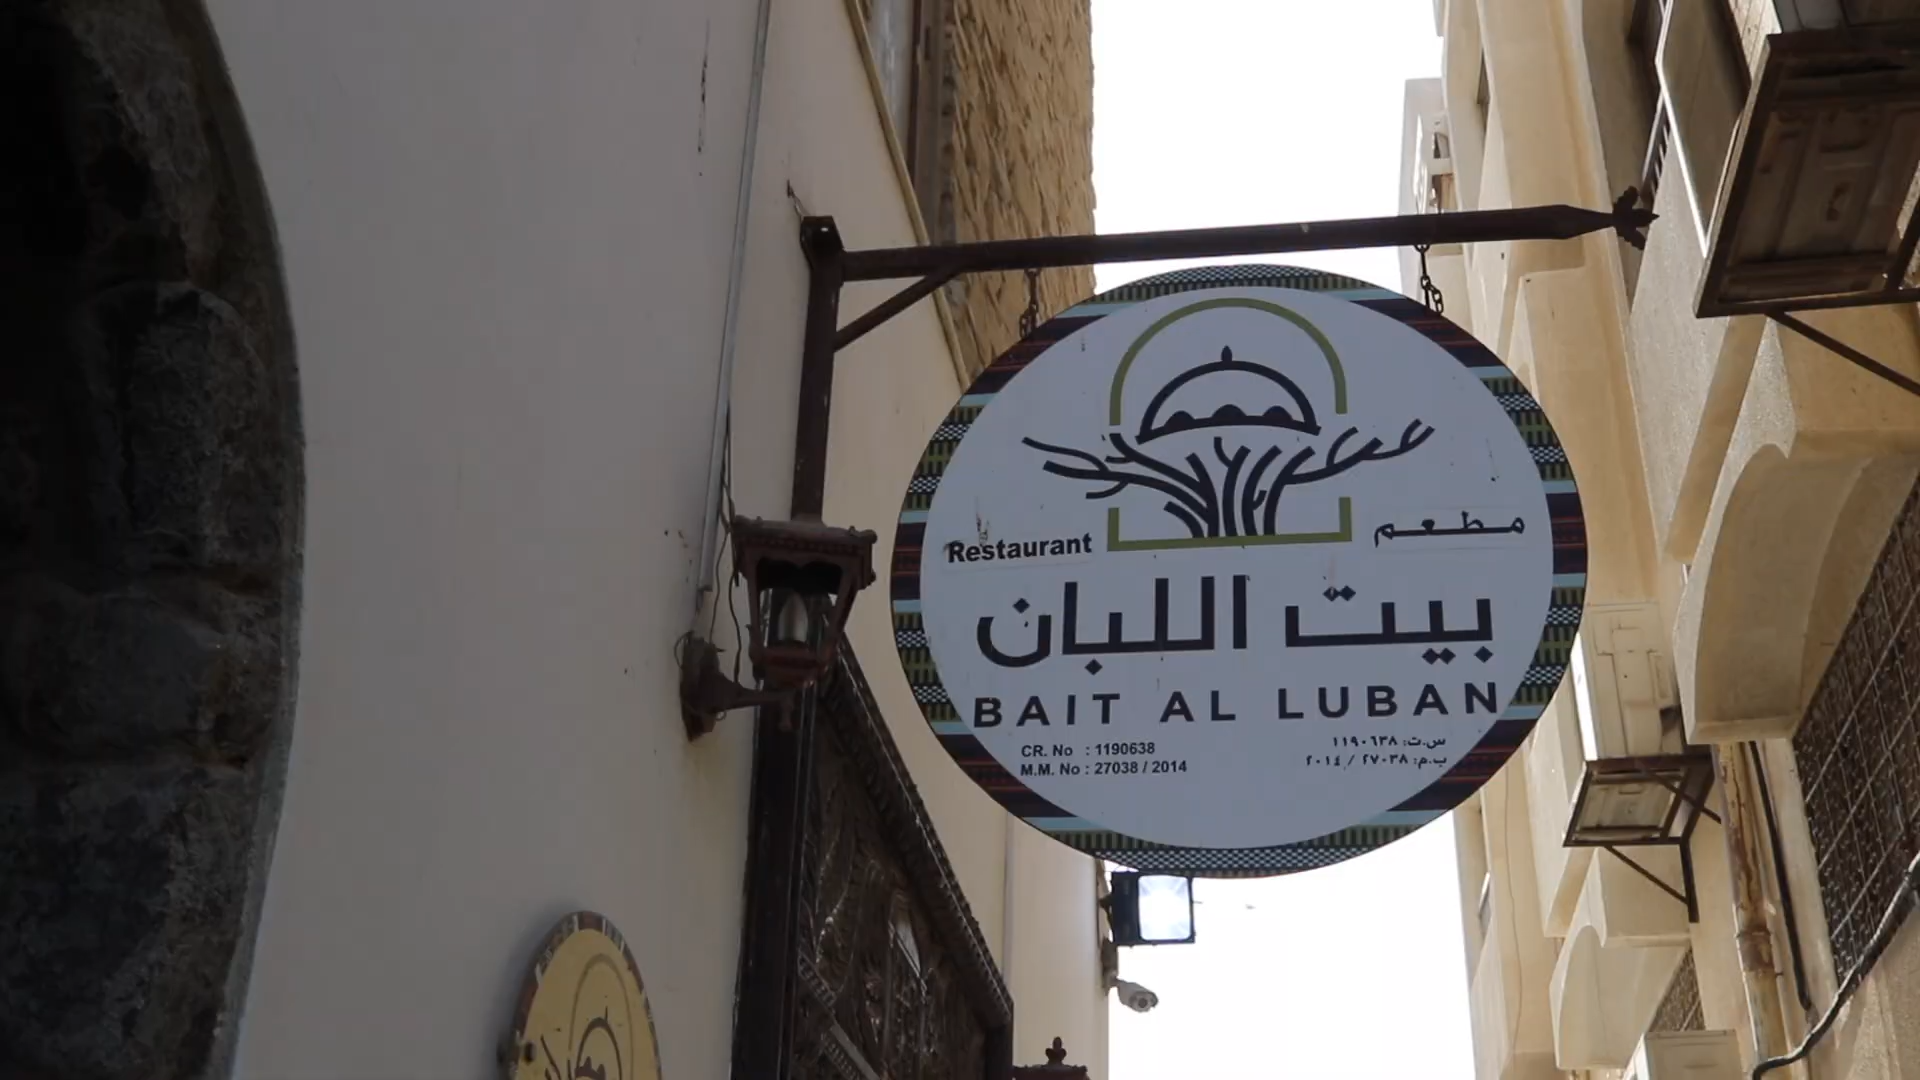 Restaurant مطعم
بيت اللبان
BAIT AL LUBAN
CR. No : 1190638 س.ت: ١١٩٠٦٣٨
M.M. No : 27038 / 2014 ب.م: ٢٧٠٣٨ / ٢٠١٤